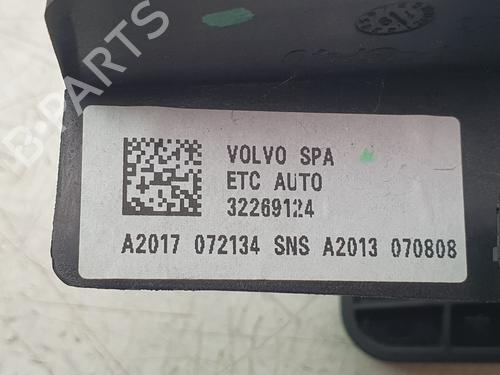 B-PARTS
VOLVO SPA
ETC AUTO
32269124
A2017 072134 SNS A2013 070808